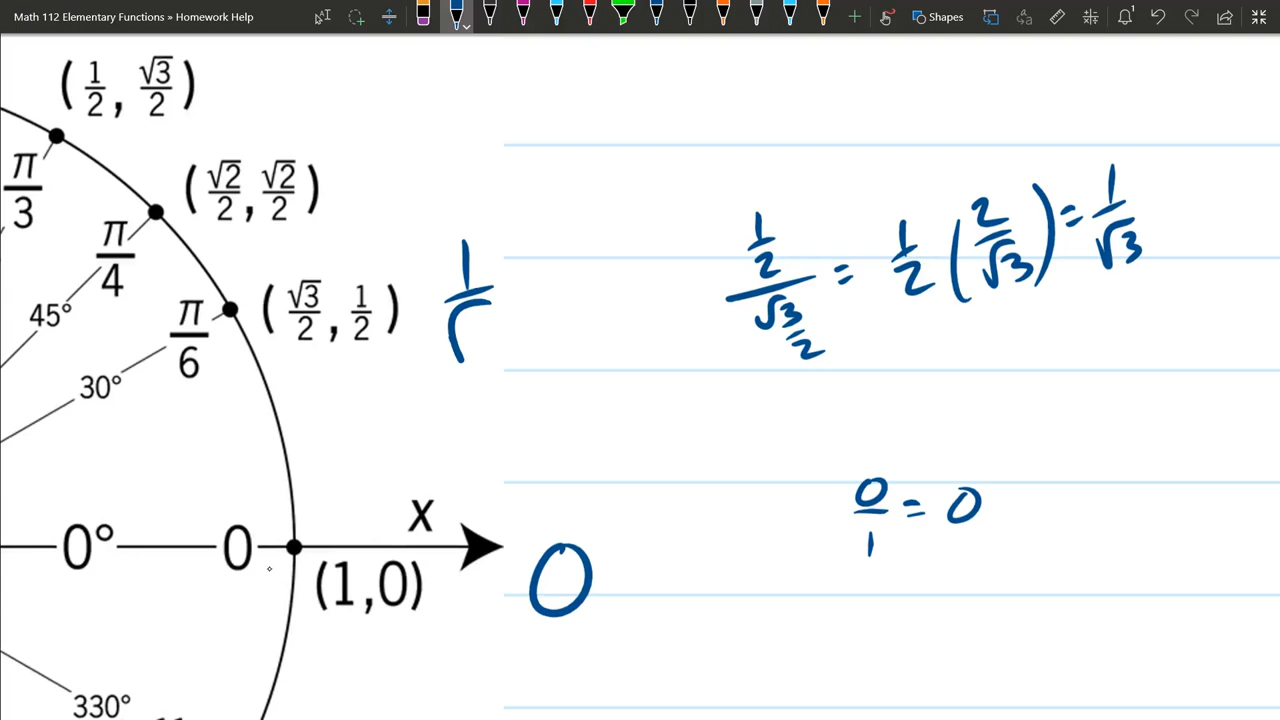 Math 112 Elementary Functions » Homework Help
Shapes
1
(1/2, √3/2)
π/3
(√2/2, √2/2)
π/4
45°
(√3/2, 1/2)
π/6
30°
1/√
(1/2)/(√3/2) = 1/2 (2/√3) = 1/√3
0/1 = 0
x
0°
0
(1,0)
0
330°